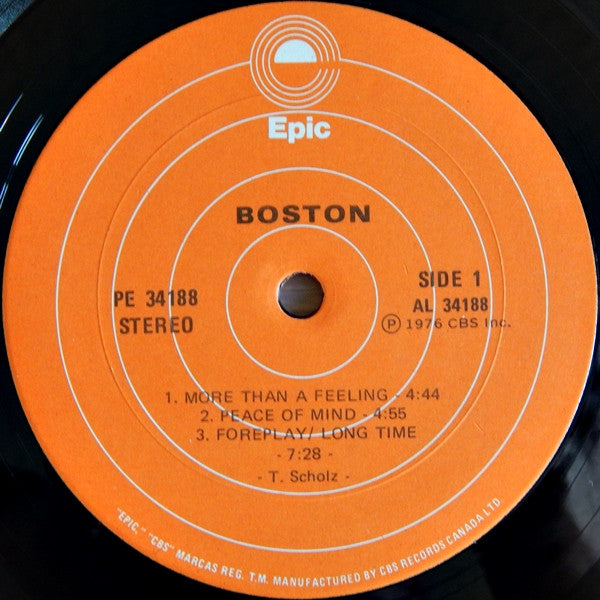 Epic
BOSTON
PE 34188
STEREO
SIDE 1
AL 34188
Ⓟ 1976 CBS Inc.
1. MORE THAN A FEELING - 4:44
2. PEACE OF MIND - 4:55
3. FOREPLAY/ LONG TIME
- 7:28 -
- T. Scholz -
"EPIC," "CBS" MARCAS REG. T.M. MANUFACTURED BY CBS RECORDS CANADA LTD.